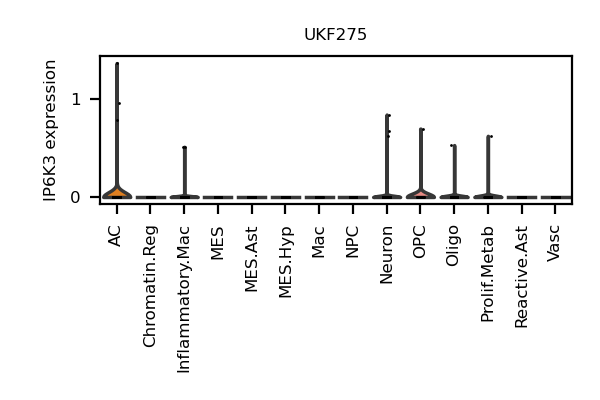 UKF275
IP6K3 expression
1
0
AC
Chromatin.Reg
Inflammatory.Mac
MES
MES.Ast
MES.Hyp
Mac
NPC
Neuron
OPC
Oligo
Prolif.Metab
Reactive.Ast
Vasc